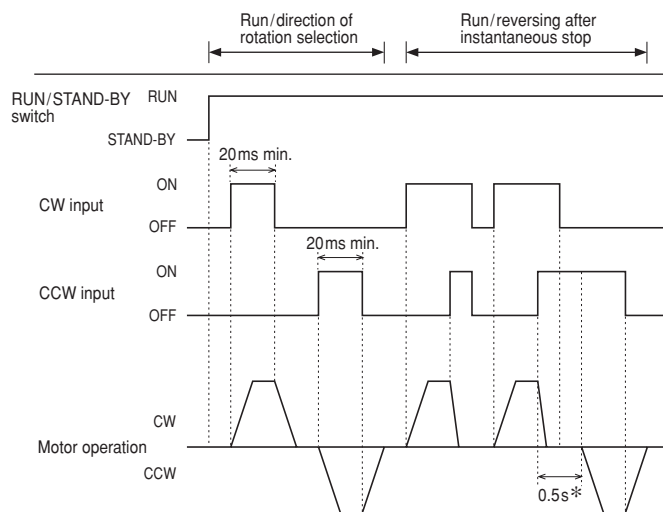 Run/direction of
rotation selection
Run/reversing after
instantaneous stop
RUN/STAND-BY
switch
RUN
STAND-BY
20ms min.
CW input
ON
OFF
20ms min.
CCW input
ON
OFF
Motor operation
CW
CCW
0.5s*